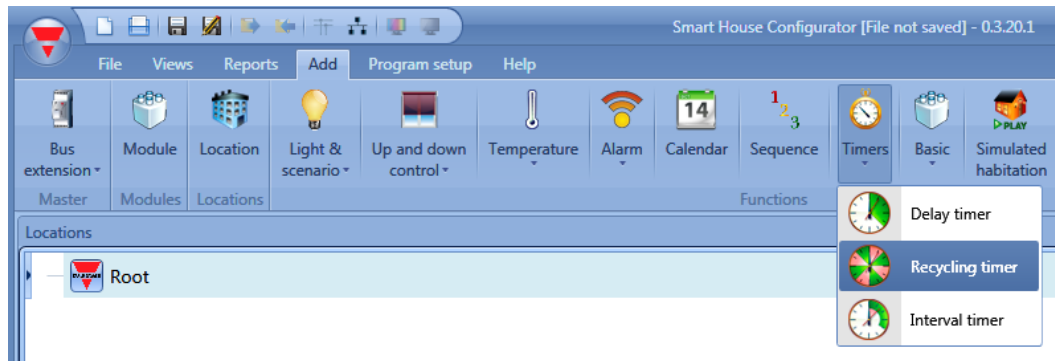 Smart House Configurator [File not saved] - 0.3.20.1
File Views Reports Add Program setup Help
14 1 2 3 PLAY
Bus Module Location Light & Up and down Temperature Alarm Calendar Sequence Timers Basic Simulated
extension scenario control habitation
Master Modules Locations Functions
Delay timer
Locations
Recycling timer
Root
Interval timer